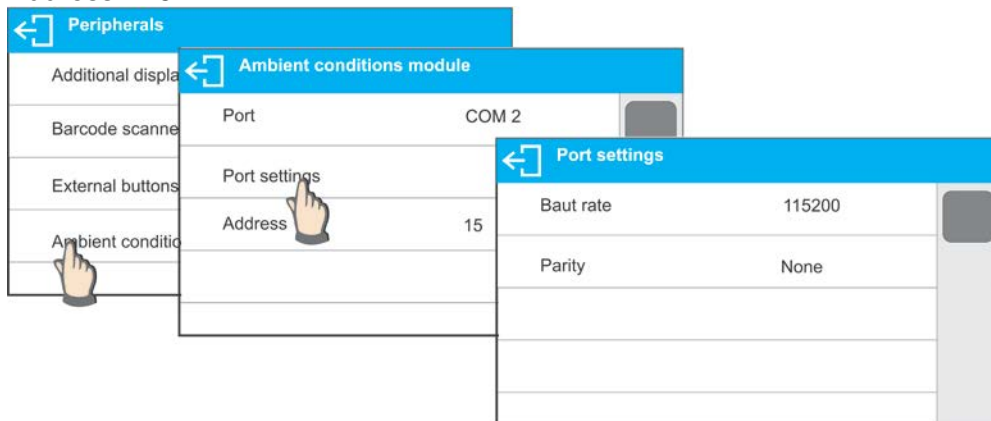 Peripherals
Additional displa
Barcode scanne
External buttons
Ambient conditio
Ambient conditions module
Port COM 2
Port settings
Address 15
Port settings
Baut rate 115200
Parity None